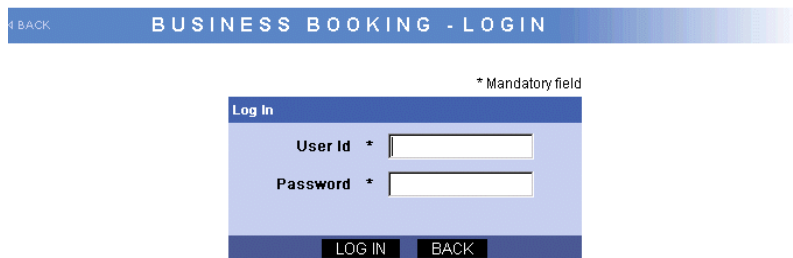 BACK
BUSINESS BOOKING - LOGIN
* Mandatory field
Log In
User Id *
Password *
LOG IN BACK